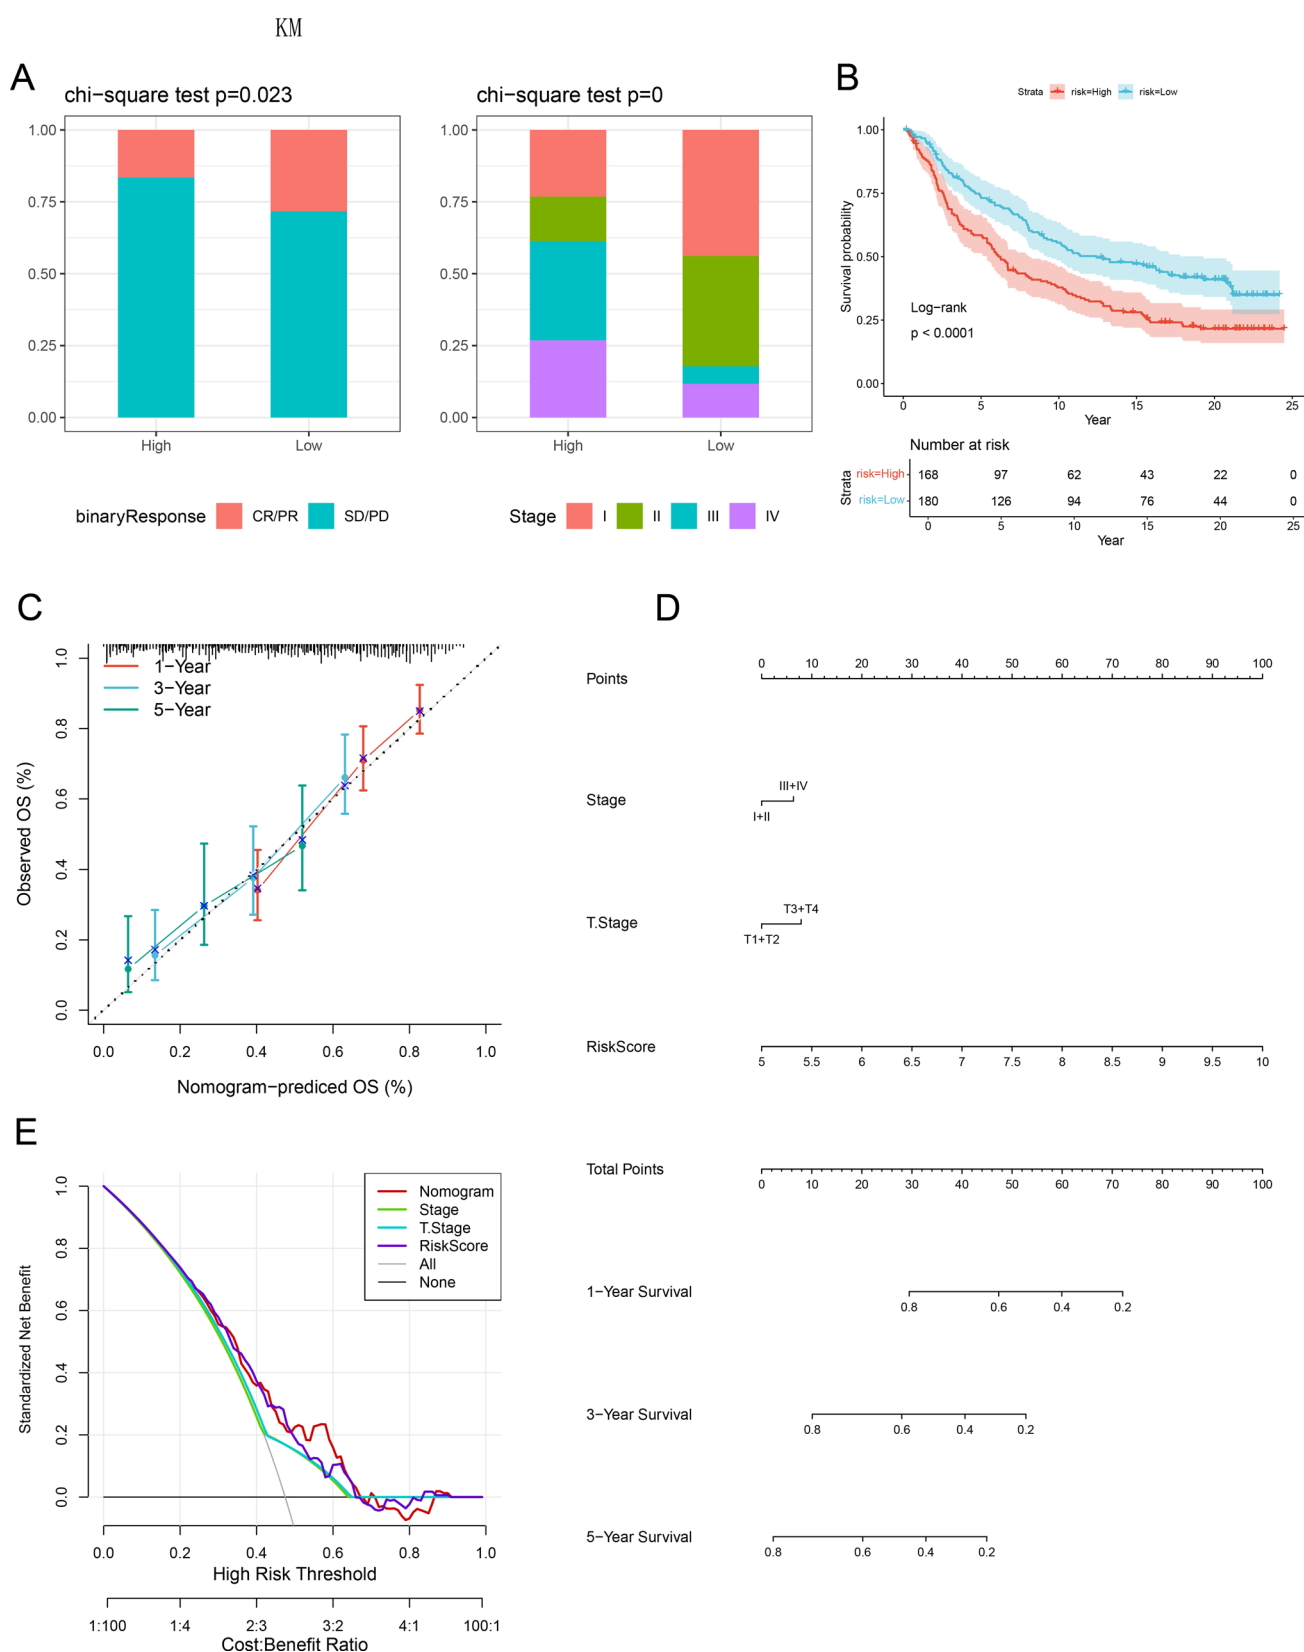 KM
A
chi−square test p=0.023
1.00
0.75
0.50
0.25
0.00
High Low
binaryResponse CR/PR SD/PD
chi−square test p=0
1.00
0.75
0.50
0.25
0.00
High Low
Stage I II III IV
B
Strata risk=High risk=Low
Survival probability
1.00
0.75
0.50
0.25
0.00
Log−rank
p < 0.0001
0 5 10 15 20 25
Year
Number at risk
Strata
risk=High 168 97 62 43 22 0
risk=Low 180 126 94 76 44 0
0 5 10 15 20 25
Year
C
Observed OS (%)
1.0
0.8
0.6
0.4
0.2
0.0
1−Year
3−Year
5−Year
0.0 0.2 0.4 0.6 0.8 1.0
Nomogram−prediced OS (%)
D
Points
0 10 20 30 40 50 60 70 80 90 100
Stage
III+IV
I+II
T.Stage
T3+T4
T1+T2
RiskScore
5 5.5 6 6.5 7 7.5 8 8.5 9 9.5 10
Total Points
0 10 20 30 40 50 60 70 80 90 100
1−Year Survival
0.8 0.6 0.4 0.2
3−Year Survival
0.8 0.6 0.4 0.2
5−Year Survival
0.8 0.6 0.4 0.2
E
Standardized Net Benefit
1.0
0.8
0.6
0.4
0.2
0.0
Nomogram
Stage
T.Stage
RiskScore
All
None
0.0 0.2 0.4 0.6 0.8 1.0
High Risk Threshold
1:100 1:4 2:3 3:2 4:1 100:1
Cost:Benefit Ratio